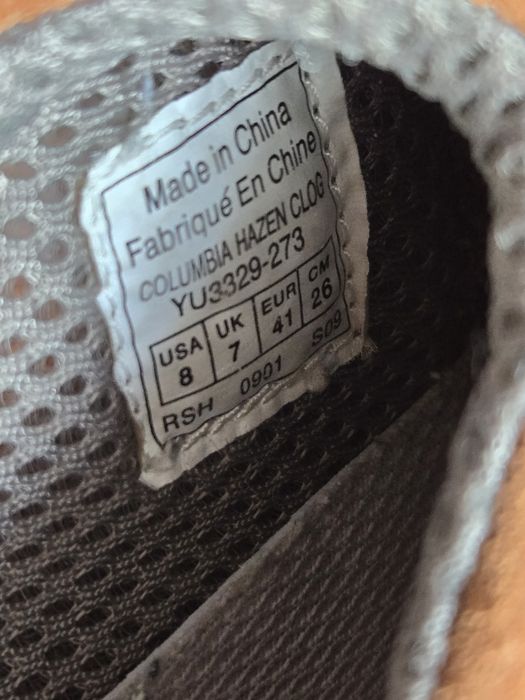 Made in China
Fabriqué En Chine
COLUMBIA HAZEN CLOG
YU3329-273
USA UK EUR CM
8 7 41 26
RSH 0901 S09